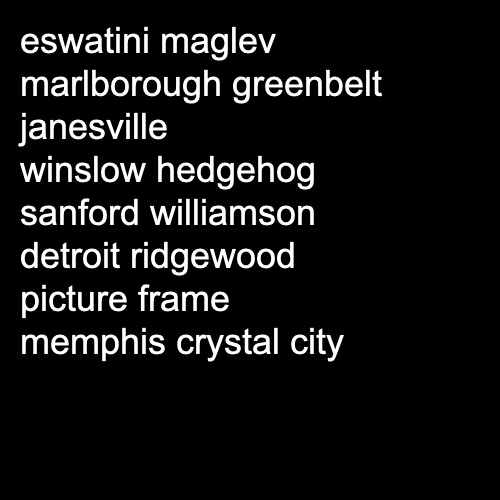 eswatini maglev
marlborough greenbelt
janesville
winslow hedgehog
sanford williamson
detroit ridgewood
picture frame
memphis crystal city